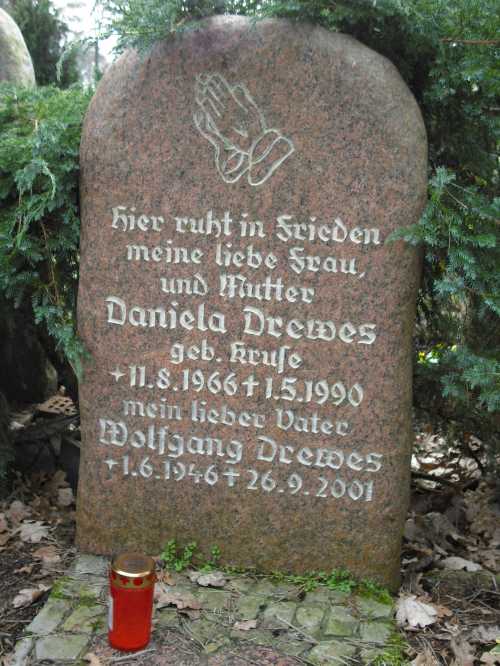 Hier ruht in Frieden
meine liebe Frau,
und Mutter
Daniela Drewes
geb. Kruse
+11.8.1966 +1.5.1990
mein lieber Vater
Wolfgang Drewes
+1.6.1946 + 26.9.2001